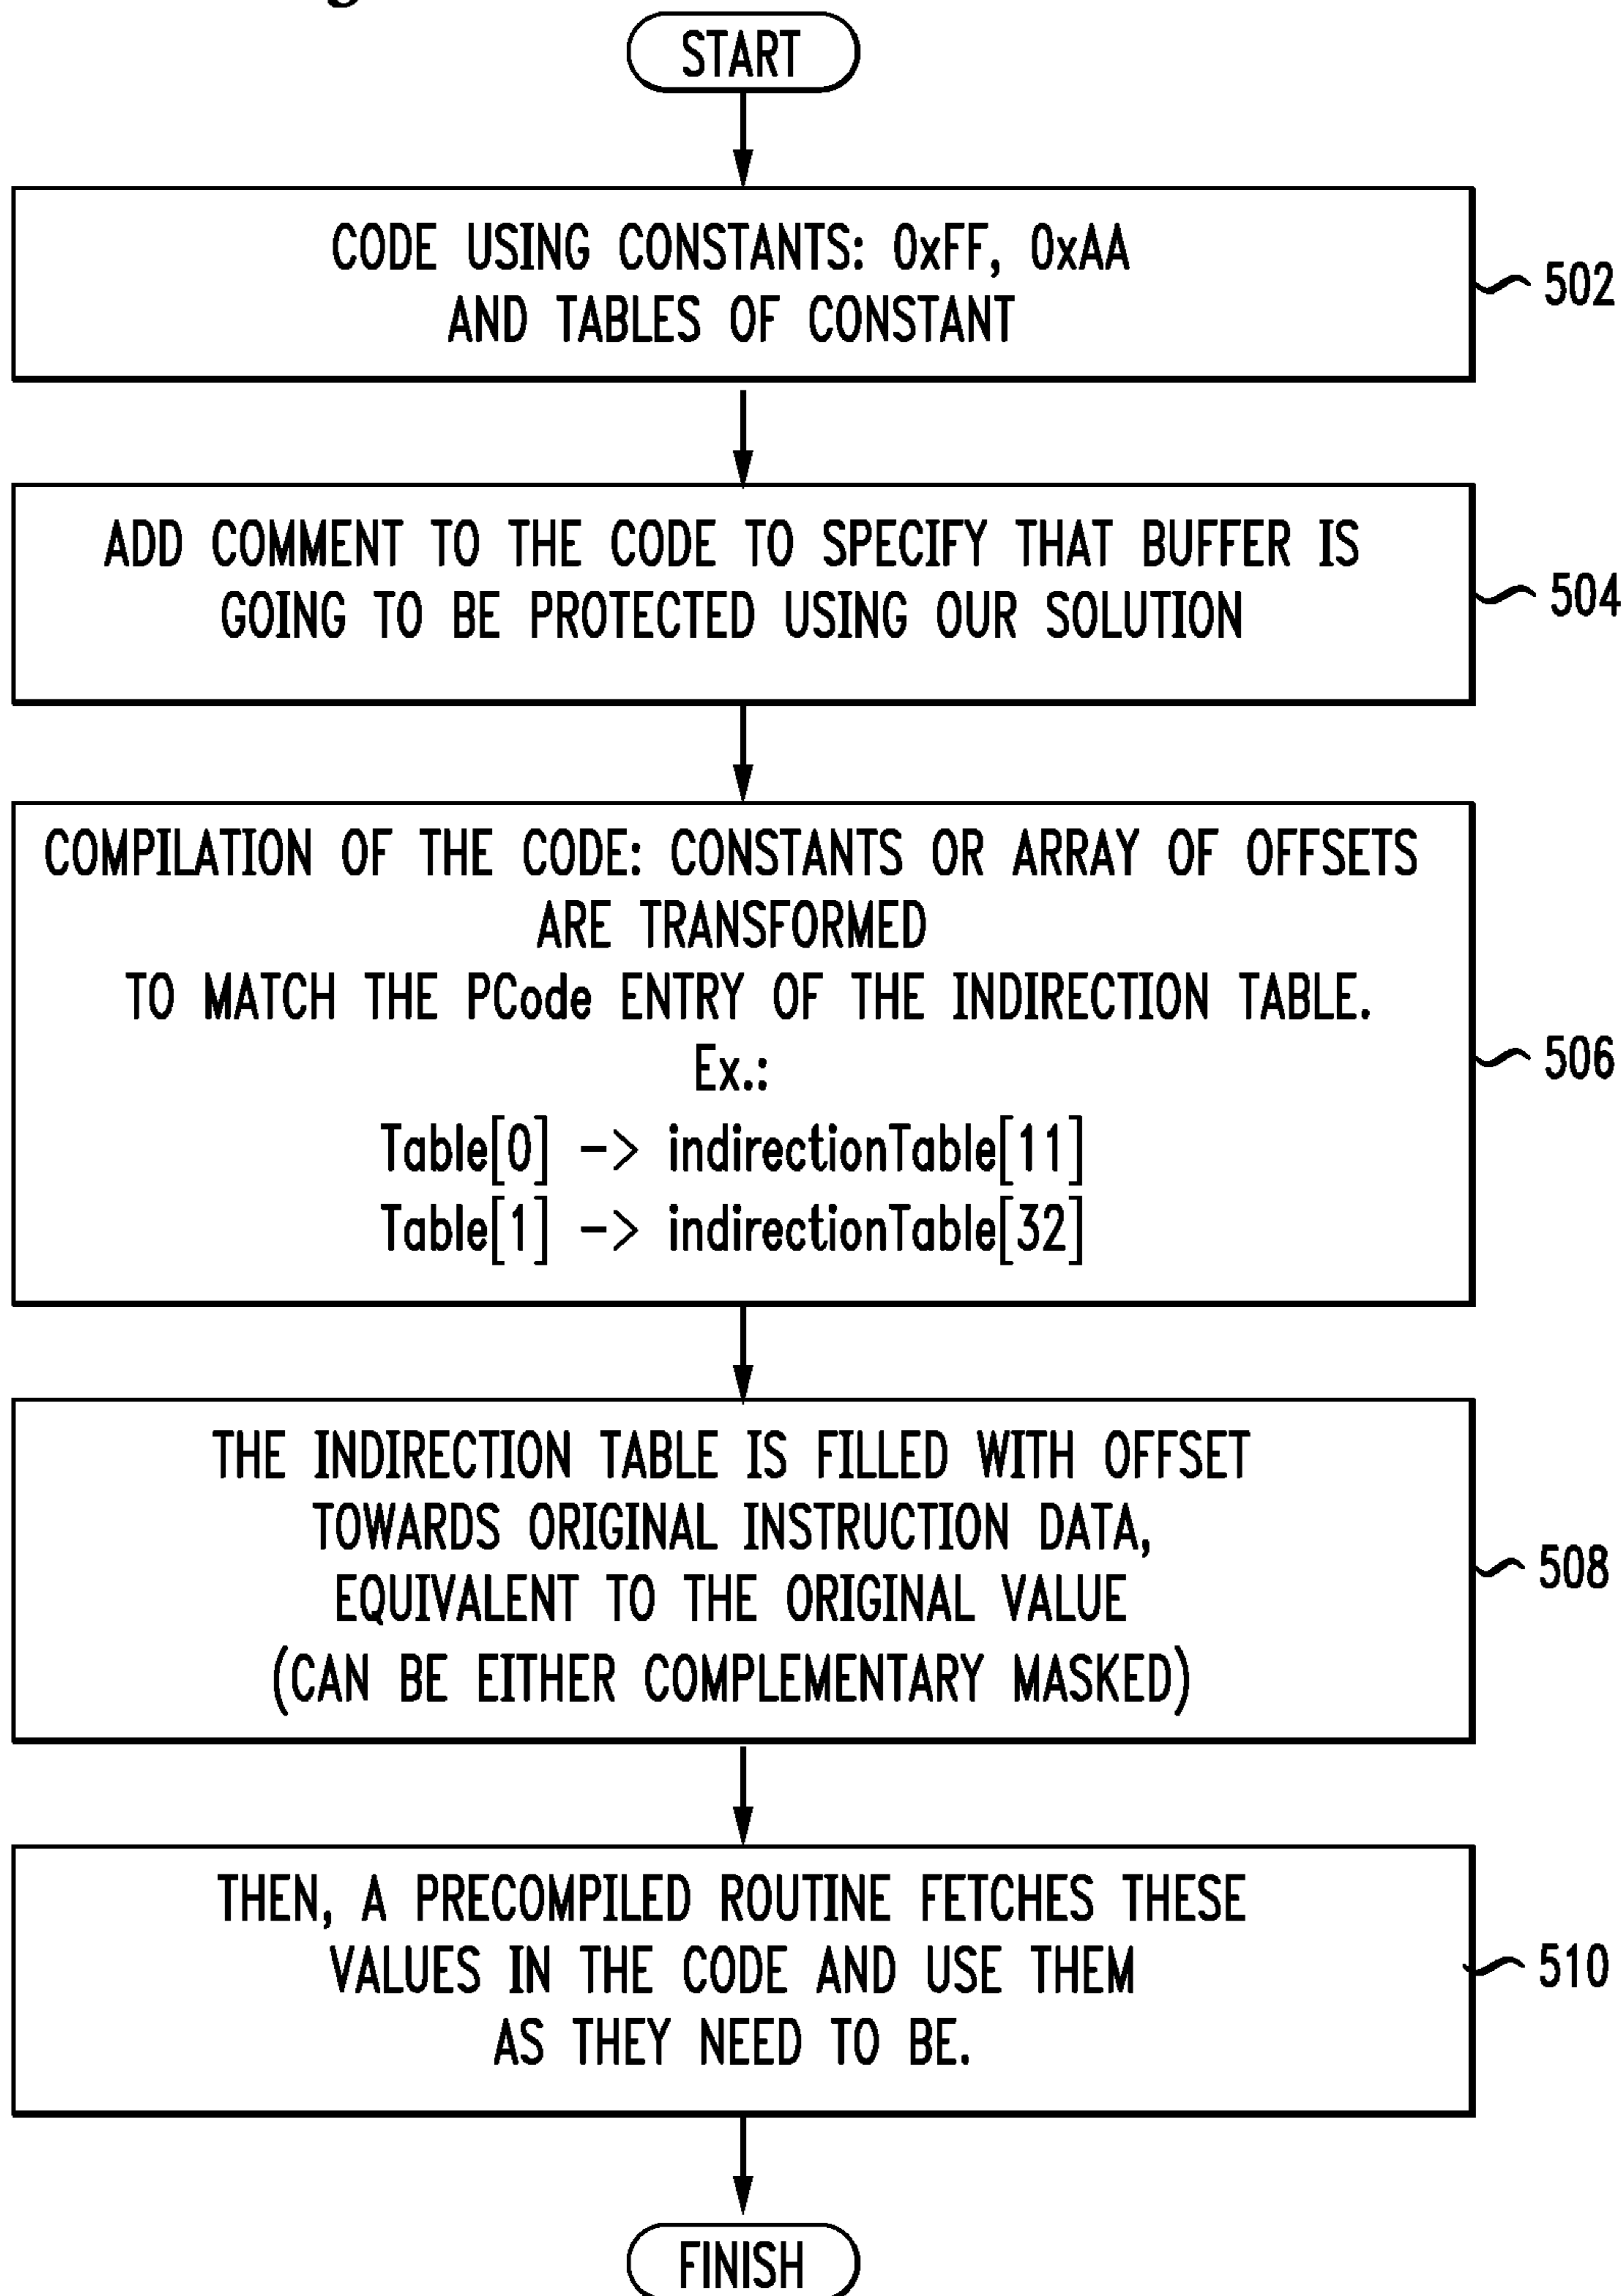 START
CODE USING CONSTANTS: 0xFF, 0xAA
AND TABLES OF CONSTANT
502
ADD COMMENT TO THE CODE TO SPECIFY THAT BUFFER IS
GOING TO BE PROTECTED USING OUR SOLUTION
504
COMPILATION OF THE CODE: CONSTANTS OR ARRAY OF OFFSETS
ARE TRANSFORMED
TO MATCH THE PCode ENTRY OF THE INDIRECTION TABLE.
Ex.:
Table[0] -> indirectionTable[11]
Table[1] -> indirectionTable[32]
506
THE INDIRECTION TABLE IS FILLED WITH OFFSET
TOWARDS ORIGINAL INSTRUCTION DATA,
EQUIVALENT TO THE ORIGINAL VALUE
(CAN BE EITHER COMPLEMENTARY MASKED)
508
THEN, A PRECOMPILED ROUTINE FETCHES THESE
VALUES IN THE CODE AND USE THEM
AS THEY NEED TO BE.
510
FINISH